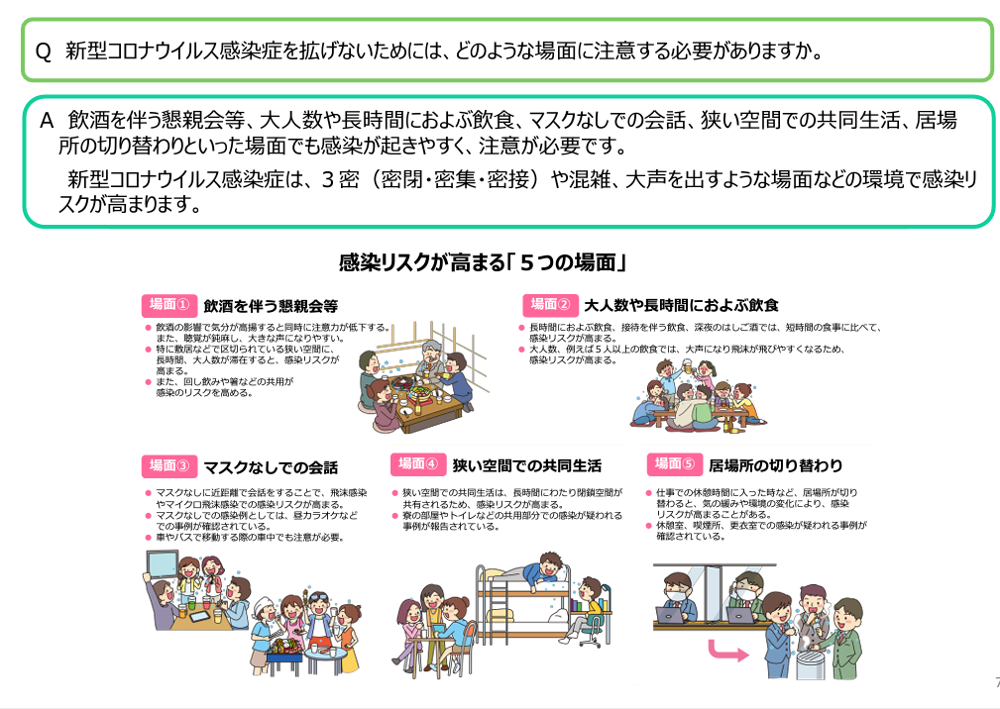 Q 新型コロナウイルス感染症を拡げないためには、どのような場面に注意する必要がありますか。
A 飲酒を伴う懇親会等、大人数や長時間におよぶ飲食、マスクなしでの会話、狭い空間での共同生活、居場
所の切り替わりといった場面でも感染が起きやすく、注意が必要です。
新型コロナウイルス感染症は、３密（密閉・密集・密接）や混雑、大声を出すような場面などの環境で感染リ
スクが高まります。
感染リスクが高まる「５つの場面」
場面① 飲酒を伴う懇親会等
● 飲酒の影響で気分が高揚すると同時に注意力が低下する。
また、聴覚が鈍麻し、大きな声になりやすい。
● 特に敷居などで区切られている狭い空間に、
長時間、大人数が滞在すると、感染リスクが
高まる。
● また、回し飲みや箸などの共用が
感染のリスクを高める。
場面② 大人数や長時間におよぶ飲食
● 長時間におよぶ飲食、接待を伴う飲食、深夜のはしご酒では、短時間の食事に比べて、
感染リスクが高まる。
● 大人数、例えば５人以上の飲食では、大声になり飛沫が飛びやすくなるため、
感染リスクが高まる。
場面③ マスクなしでの会話
● マスクなしに近距離で会話をすることで、飛沫感染
やマイクロ飛沫感染での感染リスクが高まる。
● マスクなしでの感染例としては、昼カラオケなど
での事例が確認されている。
● 車やバスで移動する際の車中でも注意が必要。
場面④ 狭い空間での共同生活
● 狭い空間での共同生活は、長時間にわたり閉鎖空間が
共有されるため、感染リスクが高まる。
● 寮の部屋やトイレなどの共用部分での感染が疑われる
事例が報告されている。
場面⑤ 居場所の切り替わり
● 仕事での休憩時間に入った時など、居場所が切り
替わると、気の緩みや環境の変化により、感染
リスクが高まることがある。
● 休憩室、喫煙所、更衣室での感染が疑われる事例が
確認されている。
7